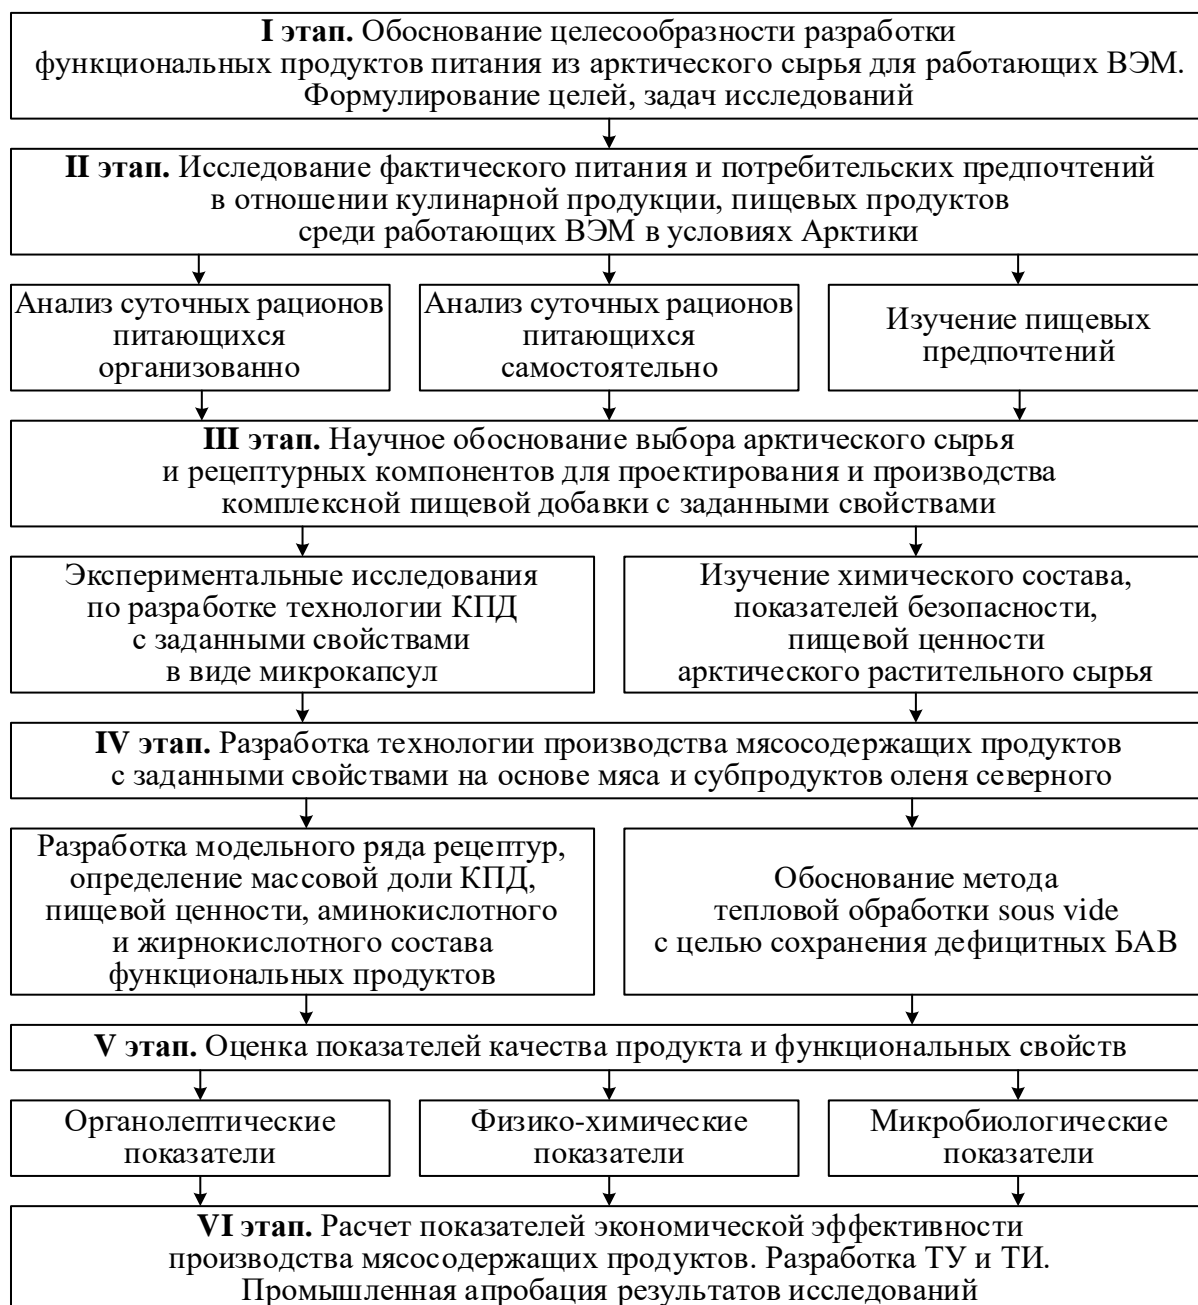 I этап. Обоснование целесообразности разработки
функциональных продуктов питания из арктического сырья для работающих ВЭМ.
Формулирование целей, задач исследований
II этап. Исследование фактического питания и потребительских предпочтений
в отношении кулинарной продукции, пищевых продуктов
среди работающих ВЭМ в условиях Арктики
Анализ суточных рационов
питающихся
организованно
Анализ суточных рационов
питающихся
самостоятельно
Изучение пищевых
предпочтений
III этап. Научное обоснование выбора арктического сырья
и рецептурных компонентов для проектирования и производства
комплексной пищевой добавки с заданными свойствами
Экспериментальные исследования
по разработке технологии КПД
с заданными свойствами
в виде микрокапсул
Изучение химического состава,
показателей безопасности,
пищевой ценности
арктического растительного сырья
IV этап. Разработка технологии производства мясосодержащих продуктов
с заданными свойствами на основе мяса и субпродуктов оленя северного
Разработка модельного ряда рецептур,
определение массовой доли КПД,
пищевой ценности, аминокислотного
и жирнокислотного состава
функциональных продуктов
Обоснование метода
тепловой обработки sous vide
с целью сохранения дефицитных БАВ
V этап. Оценка показателей качества продукта и функциональных свойств
Органолептические
показатели
Физико-химические
показатели
Микробиологические
показатели
VI этап. Расчет показателей экономической эффективности
производства мясосодержащих продуктов. Разработка ТУ и ТИ.
Промышленная апробация результатов исследований